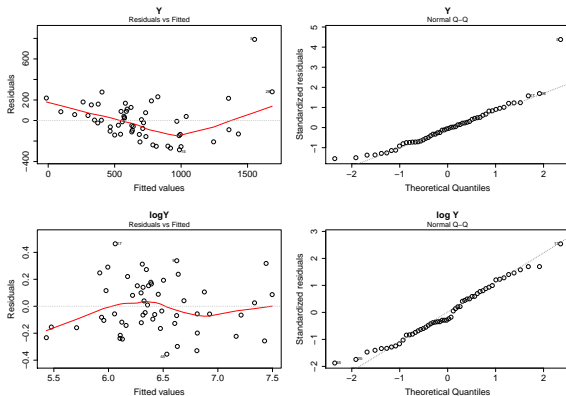 Y
Residuals vs Fitted
Residuals
600
200
0
−400
0
500
1000
1500
Fitted values
Y
Normal Q−Q
Standardized residuals
5
4
3
2
1
0
−1
Theoretical Quantiles
−2
−1
0
1
2
logY
Residuals vs Fitted
Residuals
0.4
0.2
0.0
−0.2
−0.4
5.5
6.0
6.5
7.0
7.5
Fitted values
log Y
Normal Q−Q
Standardized residuals
3
2
1
0
−1
−2
−2
−1
0
1
2
Theoretical Quantiles